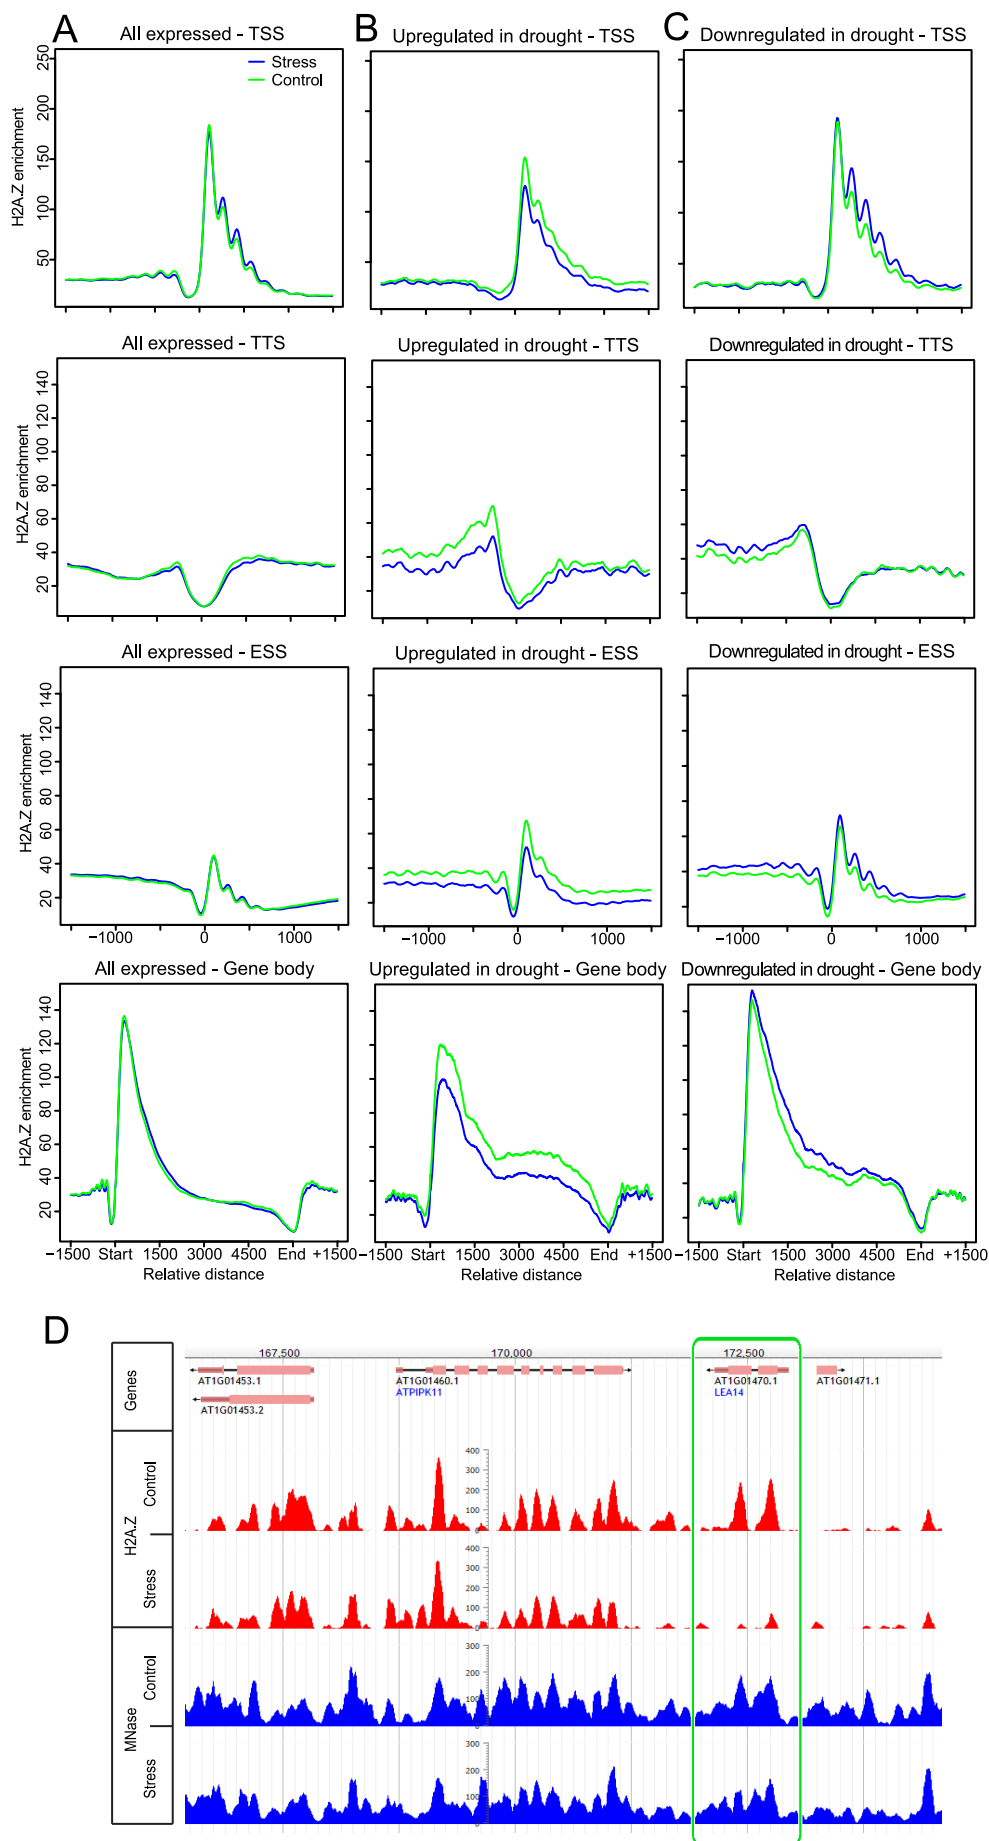 A
B
C
All expressed - TSS
Upregulated in drought - TSS
Downregulated in drought - TSS
Stress
Control
H2A.Z enrichment
50
100
150
200
250
All expressed - TTS
Upregulated in drought - TTS
Downregulated in drought - TTS
H2A.Z enrichment
20
40
60
80
100
120
140
All expressed - ESS
Upregulated in drought - ESS
Downregulated in drought - ESS
H2A.Z enrichment
20
40
60
80
100
120
140
−1000 0 1000
−1000 0 1000
−1000 0 1000
All expressed - Gene body
Upregulated in drought - Gene body
Downregulated in drought - Gene body
H2A.Z enrichment
20
40
60
80
100
120
140
−1500 Start 1500 3000 4500 End +1500
−1500 Start 1500 3000 4500 End +1500
−1500 Start 1500 3000 4500 End +1500
Relative distance
Relative distance
Relative distance
D
167,500 170,000 172,500
Genes
AT1G01453.1
AT1G01460.1
ATPIPK11
AT1G01470.1
LEA14
AT1G01471.1
AT1G01453.2
H2A.Z
Control
400
300
200
100
0
Stress
400
300
200
100
0
MNase
Control
300
200
100
0
Stress
300
200
100
0